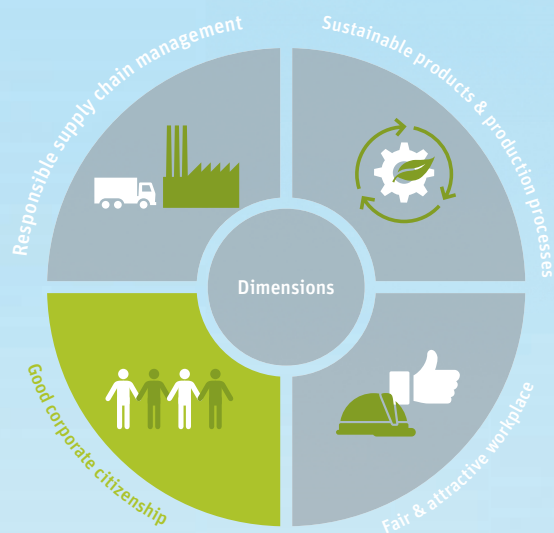 Responsible supply chain management
Sustainable products & production processes
Dimensions
Good corporate citizenship
Fair & attractive workplace